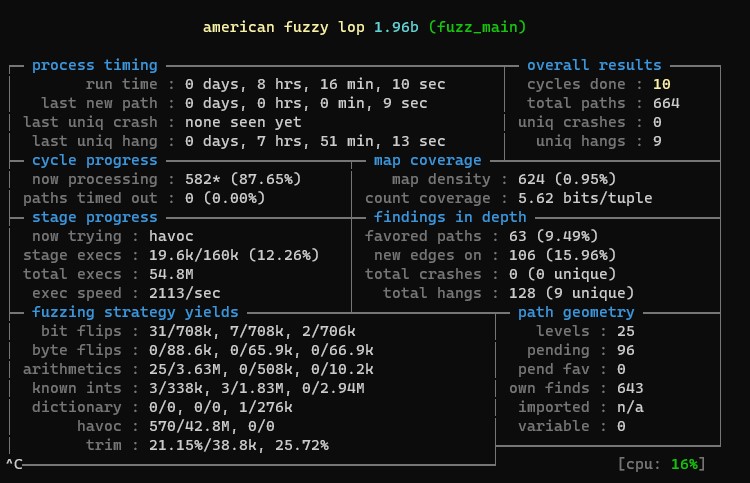 american fuzzy lop 1.96b (fuzz_main)
process timing overall results
run time : 0 days, 8 hrs, 16 min, 10 sec cycles done : 10
last new path : 0 days, 0 hrs, 0 min, 9 sec total paths : 664
last uniq crash : none seen yet uniq crashes : 0
last uniq hang : 0 days, 7 hrs, 51 min, 13 sec uniq hangs : 9
cycle progress map coverage
now processing : 582* (87.65%) map density : 624 (0.95%)
paths timed out : 0 (0.00%) count coverage : 5.62 bits/tuple
stage progress findings in depth
now trying : havoc favored paths : 63 (9.49%)
stage execs : 19.6k/160k (12.26%) new edges on : 106 (15.96%)
total execs : 54.8M total crashes : 0 (0 unique)
exec speed : 2113/sec total hangs : 128 (9 unique)
fuzzing strategy yields path geometry
bit flips : 31/708k, 7/708k, 2/706k levels : 25
byte flips : 0/88.6k, 0/65.9k, 0/66.9k pending : 96
arithmetics : 25/3.63M, 0/508k, 0/10.2k pend fav : 0
known ints : 3/338k, 3/1.83M, 0/2.94M own finds : 643
dictionary : 0/0, 0/0, 1/276k imported : n/a
havoc : 570/42.8M, 0/0 variable : 0
trim : 21.15%/38.8k, 25.72%
^C [cpu: 16%]